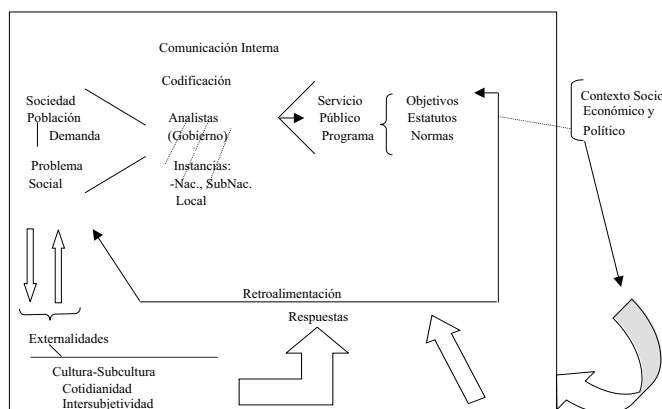 Comunicación Interna
Codificación
Sociedad
Población
Demanda
Problema
Social
Analistas
(Gobierno)
Instancias:
-Nac., SubNac.
Local
Servicio
Público
Programa
Objetivos
Estatutos
Normas
Contexto Socio
Económico y
Político
Retroalimentación
Respuestas
Externalidades
Cultura-Subcultura
Cotidianidad
Intersubjetividad